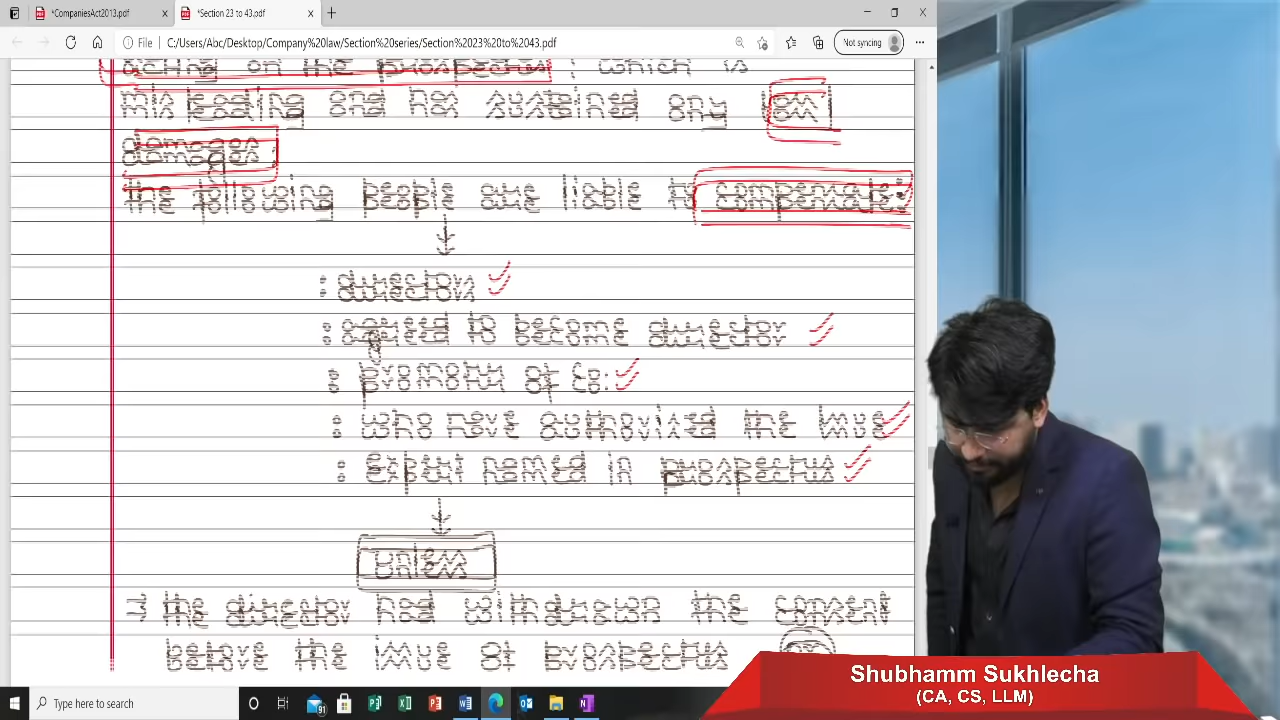 *CompaniesAct2013.pdf
*Section 23 to 43.pdf
File C:/Users/Abc/Desktop/Company%20law/Section%20series/Section%2023%20to%2043.pdf
Not syncing
acting on the prospectus, which is
misleading and has sustained any loss
damages:
the following people are liable to compensate:
: director
: agreed to become director
: promoter of Co:
: who have authorised the issue
: Expert named in prospectus
Unless
→ the director had withdrawn the consent
before the issue of prospectus
Type here to search
91
Shubhamm Sukhlecha
(CA, CS, LLM)